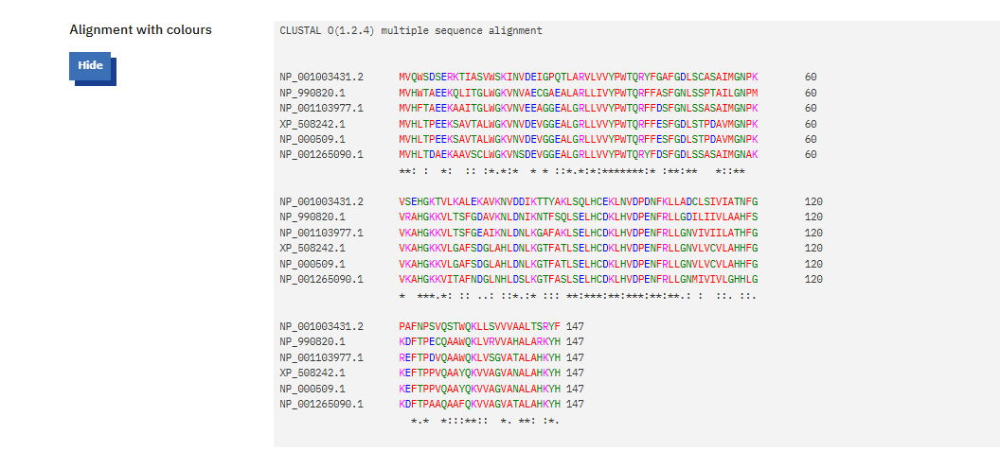 Alignment with colours
Hide
CLUSTAL O(1.2.4) multiple sequence alignment
NP_001003431.2 MVQWSDSERKTIASVWSKINVDEIGPQTLARVLVVYPWTQRYFGAFGDLSCASAIMGNPK 60
NP_990820.1 MVHWTAEEKQLITGLWGKVNVAECGAEALARLLIVYPWTQRFFASFGNLSSPTAILGNPM 60
NP_001103977.1 MVHFTAEEKAAITGLWGKVNVEEAGGEALGRLLVVYPWTQRFFDSFGNLSSASAIMGNPK 60
XP_508242.1 MVHLTPEEKSAVTALWGKVNVDEVGGEALGRLLVVYPWTQRFFESFGDLSTPDAVMGNPK 60
NP_000509.1 MVHLTPEEKSAVTALWGKVNVDEVGGEALGRLLVVYPWTQRFFESFGDLSTPDAVMGNPK 60
NP_001265090.1 MVHLTDAEKAAVSCLWGKVNSDEVGGEALGRLLVVYPWTQRYFDSFGDLSSASAIMGNAK 60
**: :  *:  :: :*.*:*  * * ::*.*:*:*******:* :**:**   *::**
NP_001003431.2 VSEHGKTVLKALEKAVKNVDDIKTTYAKLSQLHCEKLNVDPDNFKLLADCLSIVIATNFG 120
NP_990820.1 VRAHGKKVLTSFGDAVKNLDNIKNTFSQLSELHCDKLHVDPENFRLLGDILIIVLAAHFS 120
NP_001103977.1 VKAHGKKVLTSFGEAIKNLDNLKGAFAKLSELHCDKLHVDPENFRLLGNVIVIILATHFG 120
XP_508242.1 VKAHGKKVLGAFSDGLAHLDNLKGTFATLSELHCDKLHVDPENFRLLGNVLVCVLAHHFG 120
NP_000509.1 VKAHGKKVLGAFSDGLAHLDNLKGTFATLSELHCDKLHVDPENFRLLGNVLVCVLAHHFG 120
NP_001265090.1 VKAHGKKVITAFNDGLNHLDSLKGTFASLSELHCDKLHVDPENFRLLGNMIVIVLGHHLG 120
*  ***.*: :: ..: ::*.:* ::: **:***:**:***:**:**.: :  ::. ::.
NP_001003431.2 PAFNPSVQSTWQKLLSVVVAALTSRYF 147
NP_990820.1 KDFTPECQAAWQKLVRVVAHALARKYH 147
NP_001103977.1 REFTPDVQAAWQKLVSGVATALAHKYH 147
XP_508242.1 KEFTPPVQAAYQKVVAGVANALAHKYH 147
NP_000509.1 KEFTPPVQAAYQKVVAGVANALAHKYH 147
NP_001265090.1 KDFTPAAQAAFQKVVAGVATALAHKYH 147
*.*  *:::**::  *. **: :*.